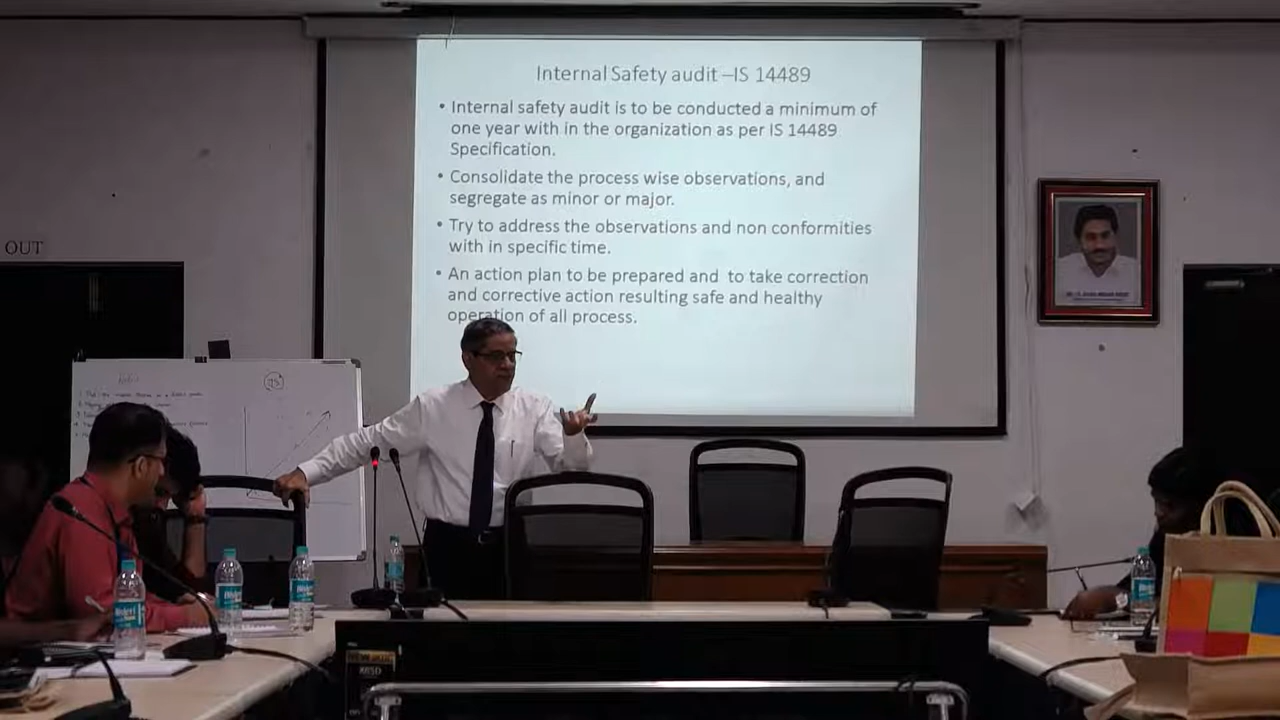 Internal Safety audit –IS 14489
• Internal safety audit is to be conducted a minimum of
one year with in the organization as per IS 14489
Specification.
• Consolidate the process wise observations, and
segregate as minor or major.
• Try to address the observations and non conformities
with in specific time.
• An action plan to be prepared and  to take correction
and corrective action resulting safe and healthy
operation of all process.
OUT
Bisleri